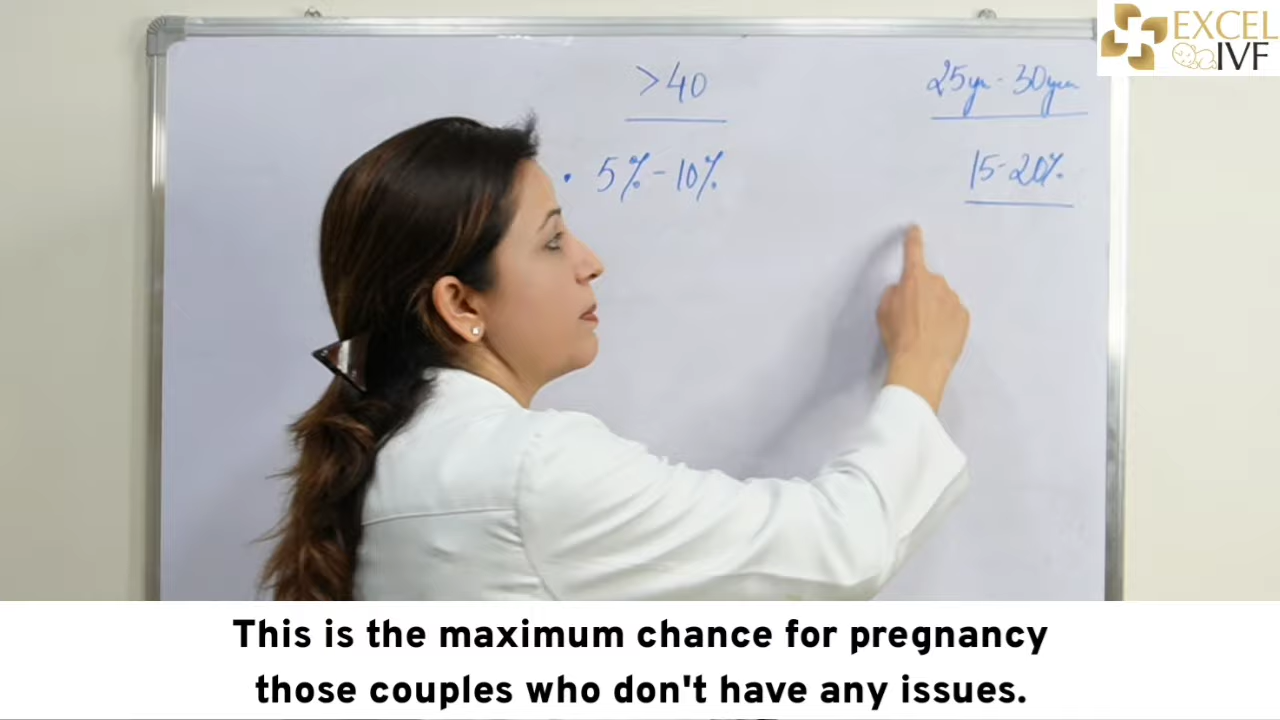 EXCEL
IVF
>40
• 5%-10%
25yr - 30year
15-20%
This is the maximum chance for pregnancy
those couples who don't have any issues.